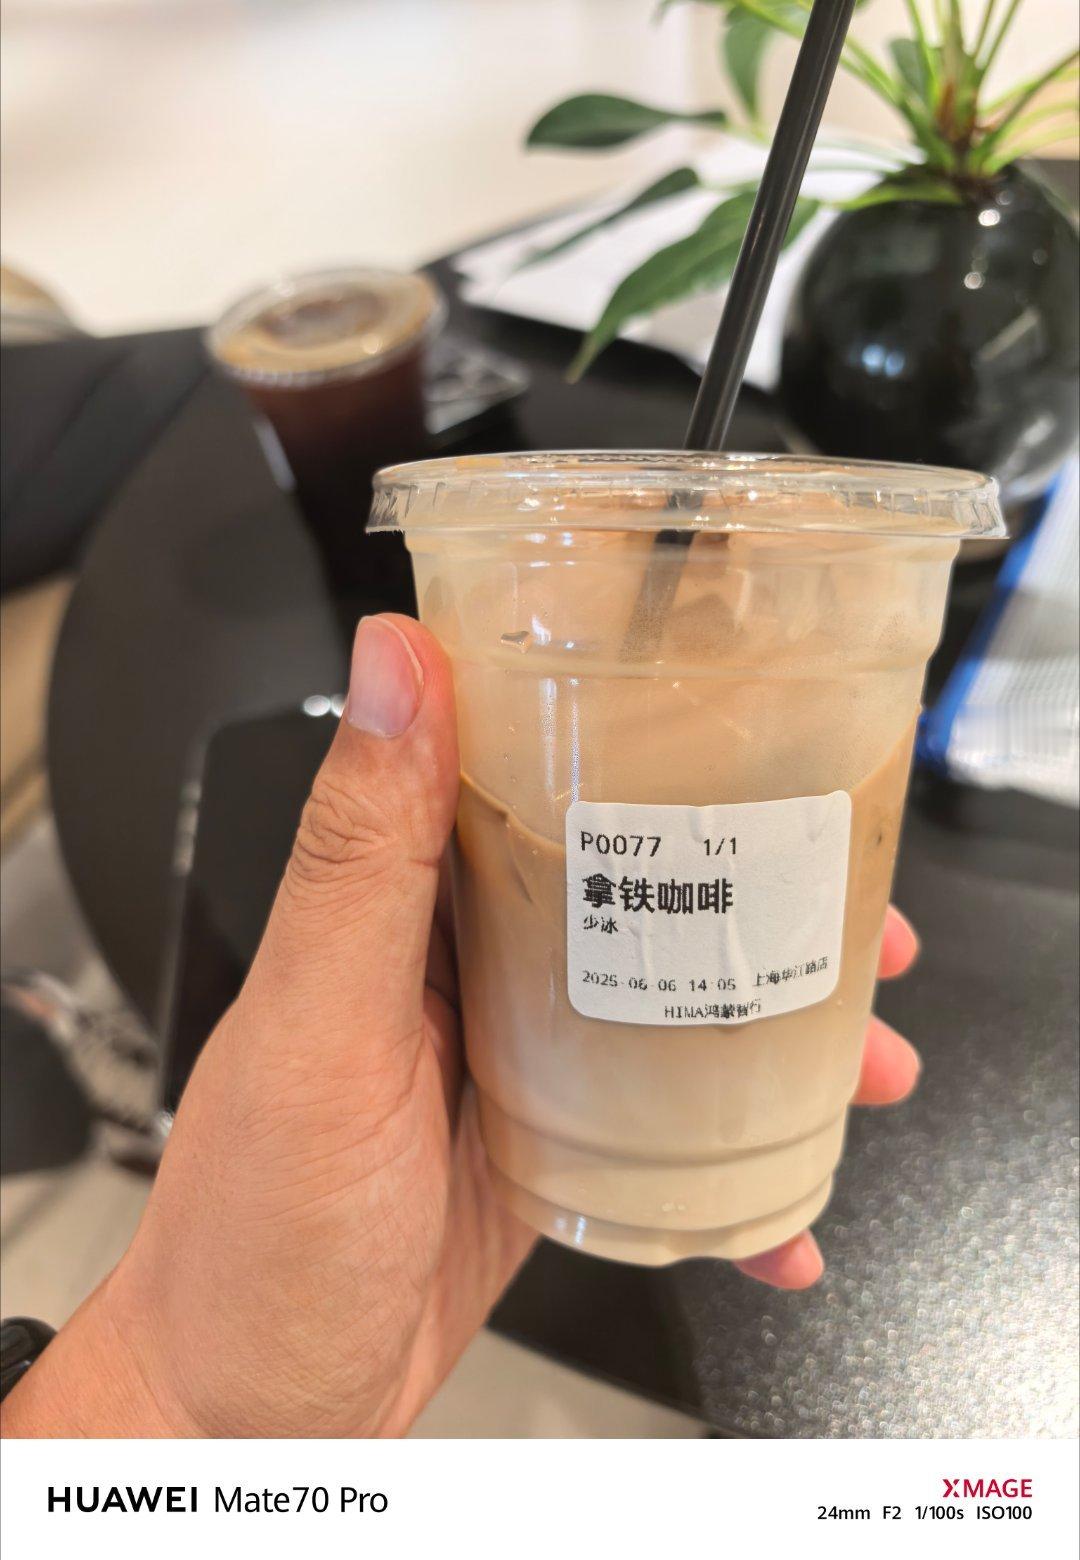 P0077 1/1
拿铁咖啡
少冰
2025-06-06 14:05 上海华江路店
HIMA鸿蒙智行
HUAWEI Mate70 Pro
XMAGE
24mm F2 1/100s ISO100